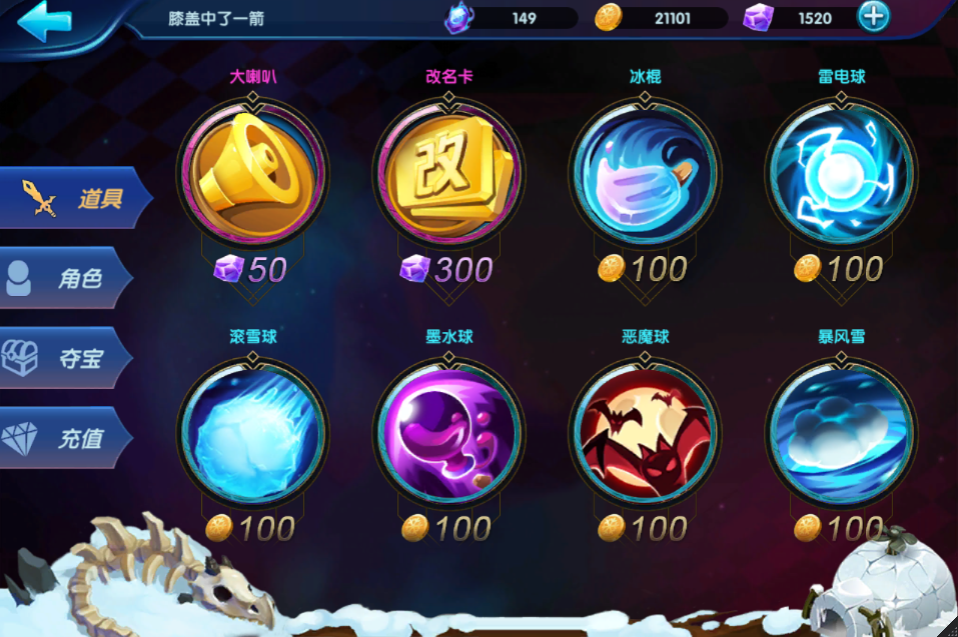 膝盖中了一箭
149
21101
1520
大喇叭
改名卡
冰棍
雷电球
改
50
300
100
100
道具
角色
夺宝
充值
滚雪球
墨水球
恶魔球
暴风雪
100
100
100
100